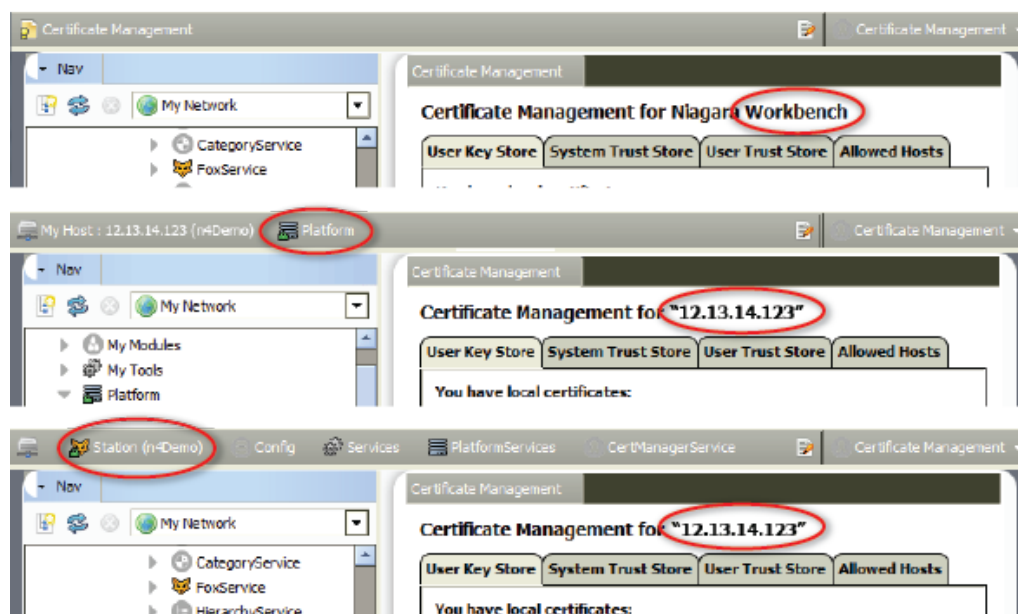 Certificate Management
Certificate Management
Nav
Certificate Management
My Network
Certificate Management for Niagara Workbench
CategoryService
User Key Store System Trust Store User Trust Store Allowed Hosts
FoxService
My Host : 12.13.14.123 (n4Demo) Platform
Certificate Management
Nav
Certificate Management
My Network
Certificate Management for "12.13.14.123"
My Modules
User Key Store System Trust Store User Trust Store Allowed Hosts
My Tools
Platform
You have local certificates:
Station (n4Demo) Config Services PlatformServices CertManagerService
Certificate Management
Nav
Certificate Management
My Network
Certificate Management for "12.13.14.123"
CategoryService
User Key Store System Trust Store User Trust Store Allowed Hosts
FoxService
HierarchyService
You have local certificates: